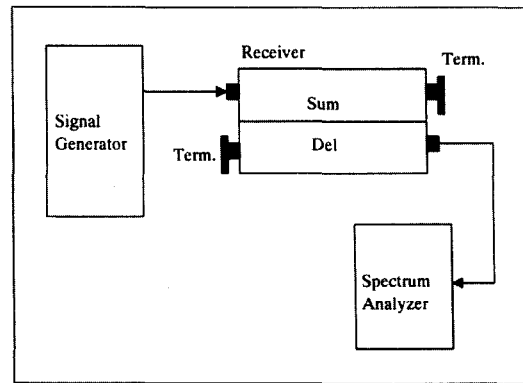 Receiver
Term.
Sum
Signal
Generator
Term.
Del
Spectrum
Analyzer